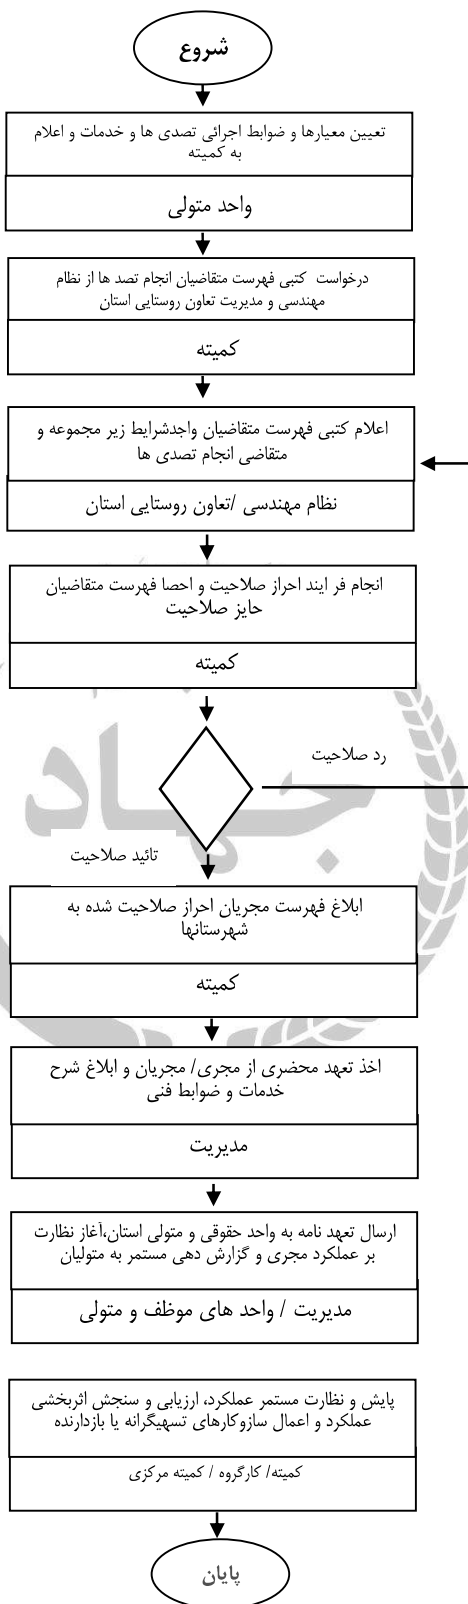 شروع
تعیین معیارها و ضوابط اجرائی تصدی ها و خدمات و اعلام
به کمیته
واحد متولی
درخواست کتبی فهرست متقاضیان انجام تصد ها از نظام
مهندسی و مدیریت تعاون روستایی استان
کمیته
اعلام کتبی فهرست متقاضیان واجدشرایط زیر مجموعه و
متقاضی انجام تصدی ها
نظام مهندسی /تعاون روستایی استان
انجام فر ایند احراز صلاحیت و احصا فهرست متقاضیان
حایز صلاحیت
کمیته
رد صلاحیت
جهاد
تائید صلاحیت
ابلاغ فهرست مجریان احراز صلاحیت شده به
شهرستانها
کمیته
اخذ تعهد محضری از مجری/ مجریان و ابلاغ شرح
خدمات و ضوابط فنی
مدیریت
ارسال تعهد نامه به واحد حقوقی و متولی استان،آغاز نظارت
بر عملکرد مجری و گزارش دهی مستمر به متولیان
مدیریت / واحد های موظف و متولی
پایش و نظارت مستمر عملکرد، ارزیابی و سنجش اثربخشی
عملکرد و اعمال سازوکارهای تسهیگرانه یا بازدارنده
کمیته/ کارگروه / کمیته مرکزی
پایان